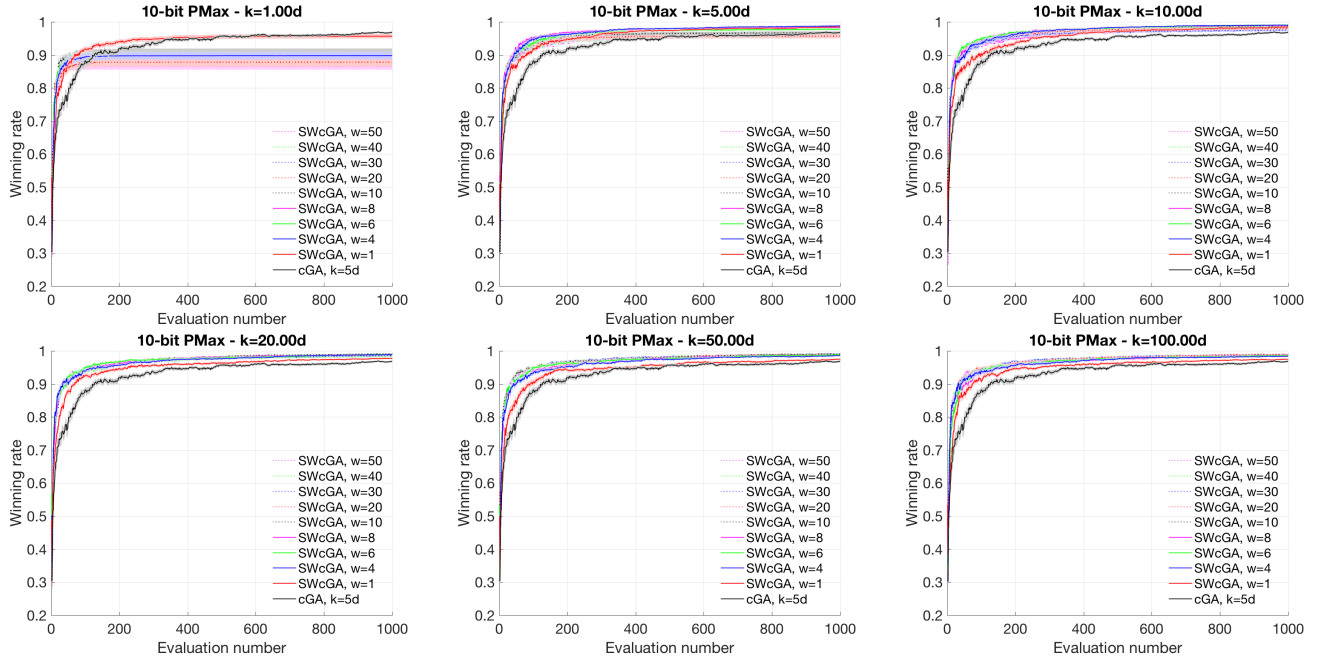 10-bit PMax - k=1.00d
1
0.9
0.8
0.7
0.6
0.5
0.4
0.3
0.2
Winning rate
SWcGA, w=50
SWcGA, w=40
SWcGA, w=30
SWcGA, w=20
SWcGA, w=10
SWcGA, w=8
SWcGA, w=6
SWcGA, w=4
SWcGA, w=1
cGA, k=5d
0 200 400 600 800 1000
Evaluation number
10-bit PMax - k=5.00d
1
0.9
0.8
0.7
0.6
0.5
0.4
0.3
0.2
Winning rate
SWcGA, w=50
SWcGA, w=40
SWcGA, w=30
SWcGA, w=20
SWcGA, w=10
SWcGA, w=8
SWcGA, w=6
SWcGA, w=4
SWcGA, w=1
cGA, k=5d
0 200 400 600 800 1000
Evaluation number
10-bit PMax - k=10.00d
1
0.9
0.8
0.7
0.6
0.5
0.4
0.3
0.2
Winning rate
SWcGA, w=50
SWcGA, w=40
SWcGA, w=30
SWcGA, w=20
SWcGA, w=10
SWcGA, w=8
SWcGA, w=6
SWcGA, w=4
SWcGA, w=1
cGA, k=5d
0 200 400 600 800 1000
Evaluation number
10-bit PMax - k=20.00d
1
0.9
0.8
0.7
0.6
0.5
0.4
0.3
0.2
Winning rate
SWcGA, w=50
SWcGA, w=40
SWcGA, w=30
SWcGA, w=20
SWcGA, w=10
SWcGA, w=8
SWcGA, w=6
SWcGA, w=4
SWcGA, w=1
cGA, k=5d
0 200 400 600 800 1000
Evaluation number
10-bit PMax - k=50.00d
1
0.9
0.8
0.7
0.6
0.5
0.4
0.3
0.2
Winning rate
SWcGA, w=50
SWcGA, w=40
SWcGA, w=30
SWcGA, w=20
SWcGA, w=10
SWcGA, w=8
SWcGA, w=6
SWcGA, w=4
SWcGA, w=1
cGA, k=5d
0 200 400 600 800 1000
Evaluation number
10-bit PMax - k=100.00d
1
0.9
0.8
0.7
0.6
0.5
0.4
0.3
0.2
Winning rate
SWcGA, w=50
SWcGA, w=40
SWcGA, w=30
SWcGA, w=20
SWcGA, w=10
SWcGA, w=8
SWcGA, w=6
SWcGA, w=4
SWcGA, w=1
cGA, k=5d
0 200 400 600 800 1000
Evaluation number